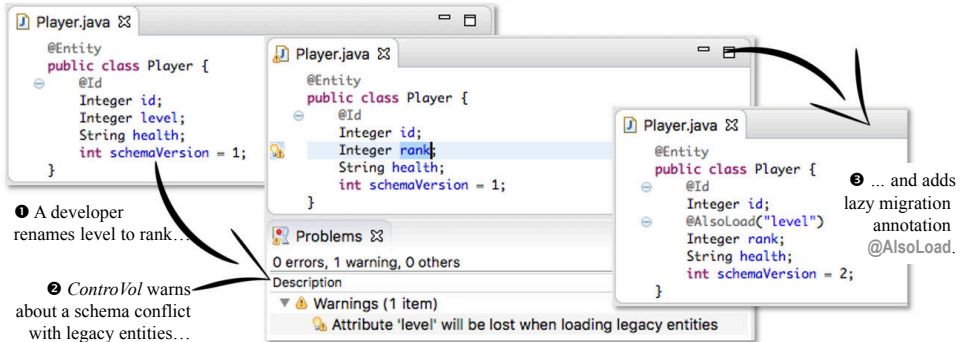 Player.java
@Entity
public class Player {
@Id
Integer id;
Integer level;
String health;
int schemaVersion = 1;
}
❶ A developer
renames level to rank…
Player.java
@Entity
public class Player {
@Id
Integer id;
Integer rank;
String health;
int schemaVersion = 1;
}
Problems
0 errors, 1 warning, 0 others
Description
Warnings (1 item)
Attribute 'level' will be lost when loading legacy entities
❷ ControVol warns
about a schema conflict
with legacy entities…
Player.java
@Entity
public class Player {
@Id
Integer id;
@AlsoLoad("level")
Integer rank;
String health;
int schemaVersion = 2;
}
❸ … and adds
lazy migration
annotation
@AlsoLoad.